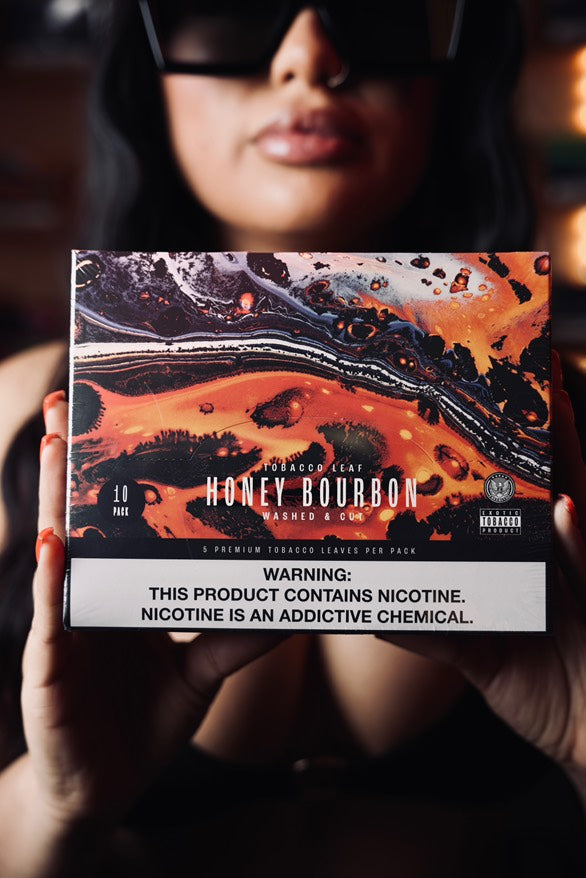 TOBACCO LEAF
HONEY BOURBON
WASHED & CUT
10
PACK
EXOTIC
TOBACCO
PRODUCT
5 PREMIUM TOBACCO LEAVES PER PACK
WARNING:
THIS PRODUCT CONTAINS NICOTINE.
NICOTINE IS AN ADDICTIVE CHEMICAL.